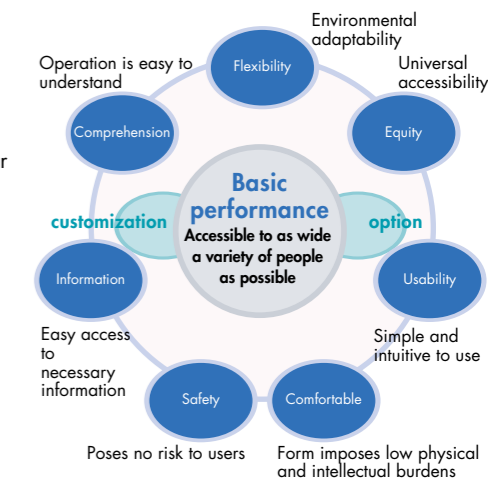 Environmental
adaptability
Flexibility
Operation is easy to
understand
Universal
accessibility
Comprehension
Equity
r
Basic
performance
Accessible to as wide
a variety of people
as possible
customization
option
Information
Usability
Easy access
to
necessary
information
Simple and
intuitive to use
Safety
Comfortable
Poses no risk to users
Form imposes low physical
and intellectual burdens